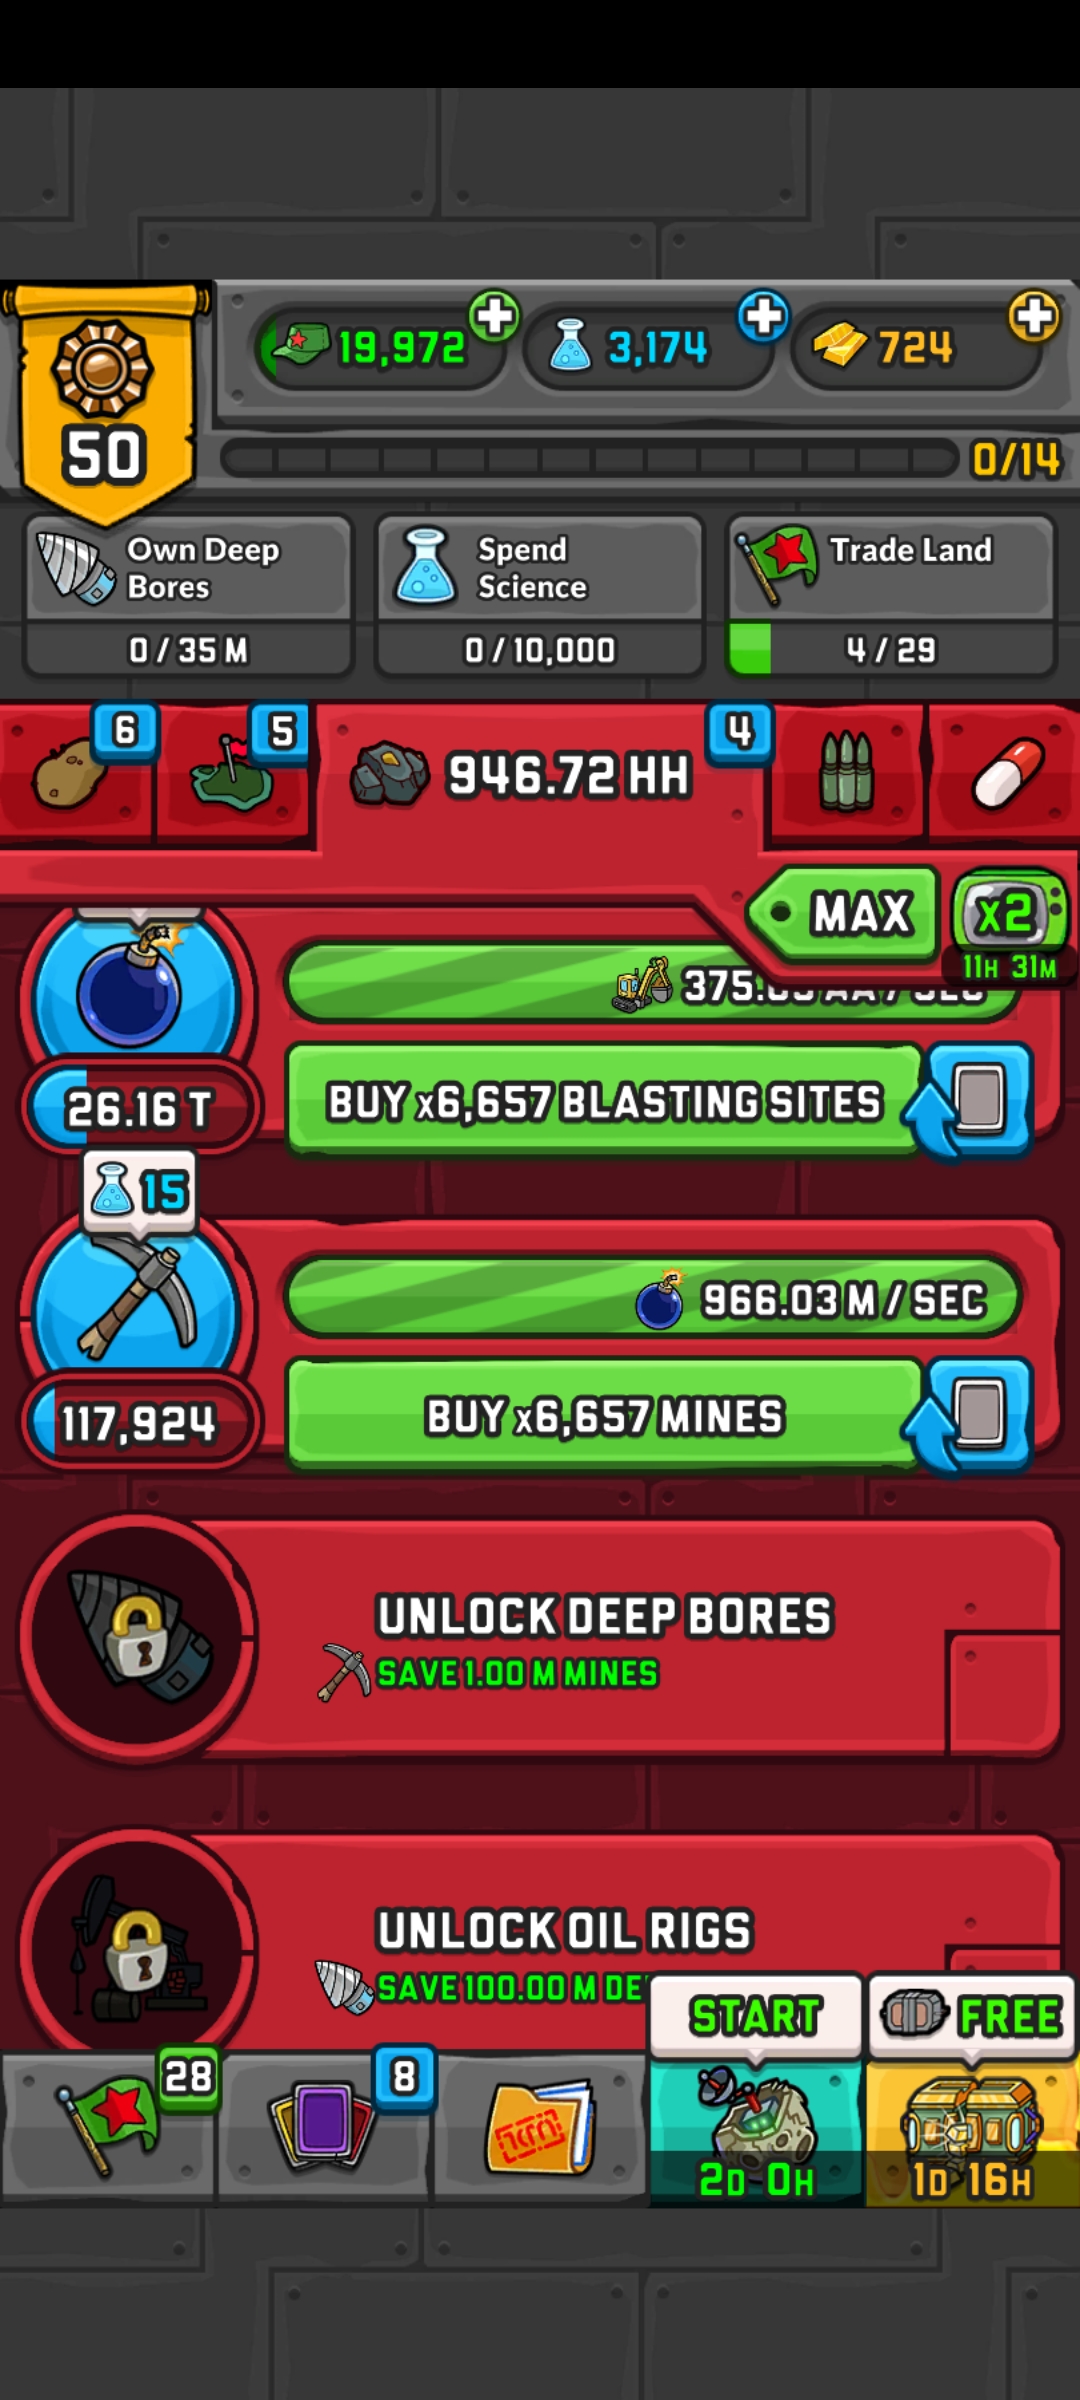 19,972
3,174
724
50
0/14
Own Deep Bores
0 / 35 M
Spend Science
0 / 10,000
Trade Land
4 / 29
6
5
946.72 HH
4
MAX
x2
11H 31M
26.16 T
BUY x6,657 BLASTING SITES
15
966.03 M / SEC
117,924
BUY x6,657 MINES
UNLOCK DEEP BORES
SAVE 1.00 M MINES
UNLOCK OIL RIGS
SAVE 100.00 M
START
FREE
28
8
2D 0H
1D 16H